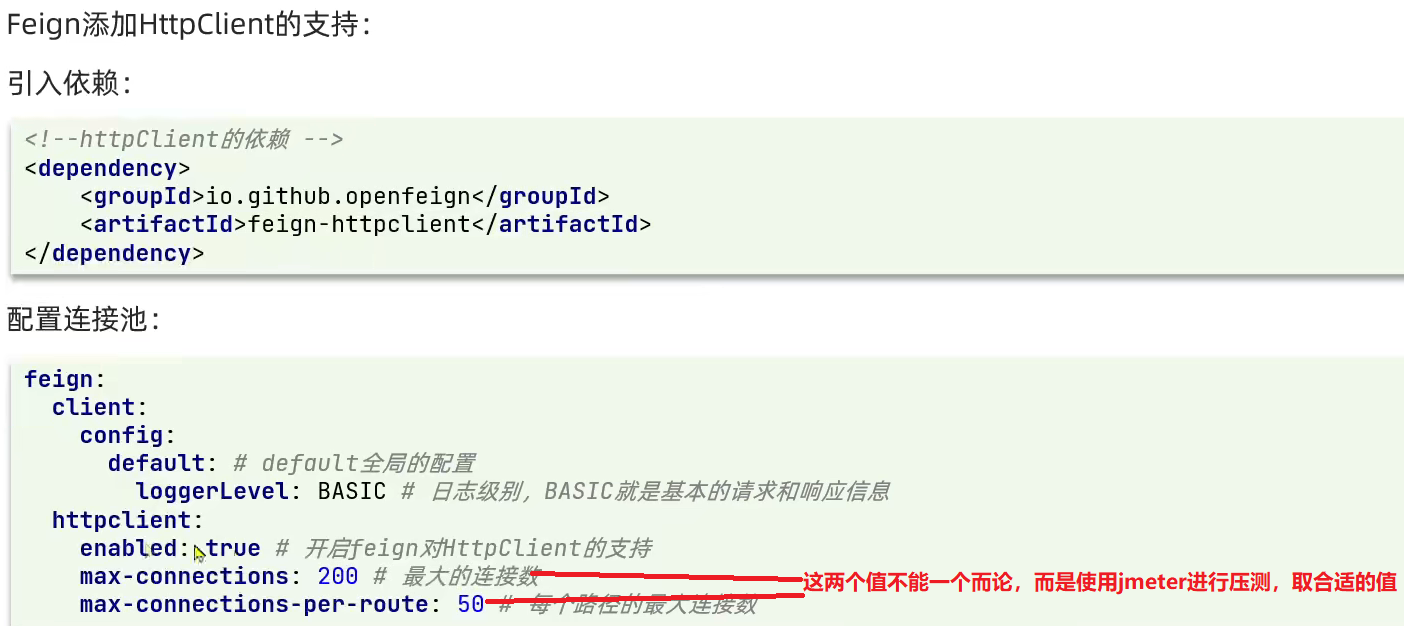 Feign添加HttpClient的支持：
引入依赖：
<!--httpClient的依赖 -->
<dependency>
    <groupId>io.github.openfeign</groupId>
    <artifactId>feign-httpclient</artifactId>
</dependency>
配置连接池：
feign:
  client:
    config:
      default: # default全局的配置
        loggerLevel: BASIC # 日志级别，BASIC就是基本的请求和响应信息
  httpclient:
    enabled: true # 开启feign对HttpClient的支持
    max-connections: 200 # 最大的连接数
这两个值不能一个而论，而是使用jmeter进行压测，取合适的值
    max-connections-per-route: 50 # 每个路径的最大连接数